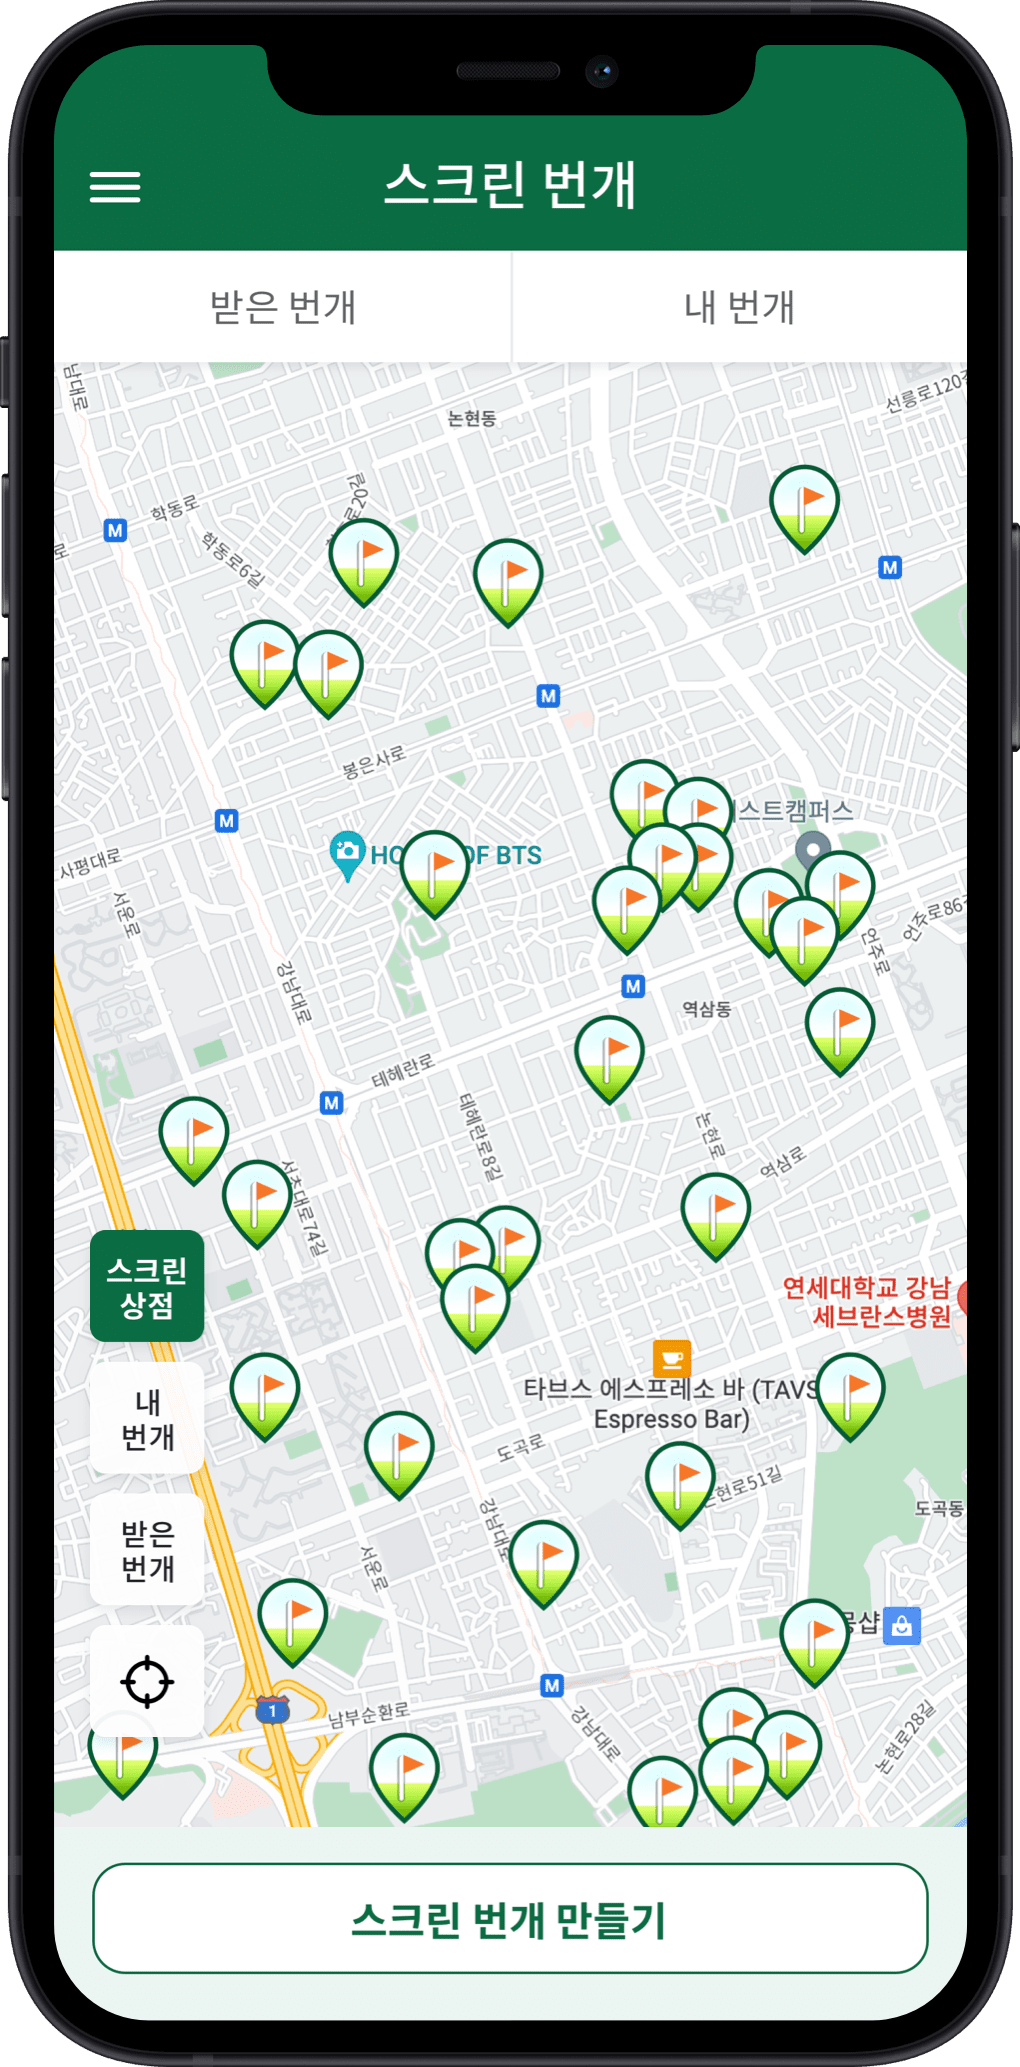 스크린 번개
받은 번개
내 번개
남대로
선릉로120
논현동
학동로
로20길
M
학동로6길
M
M
봉은사로
M
스트캠퍼스
사평대로
HO
OF BTS
서운로
언주로86
언주로
강남대로
M
역삼동
테헤란로
M
테헤란로8길
논현로
역삼로
서초대로74길
스크린
상점
연세대학교 강남
세브란스병원
내
번개
타브스 에스프레소 바 (TAVS
Espresso Bar)
도곡로
논현로51길
도곡동
강남대로
받은
번개
서운로
몽샵
M
1
남부순환로
강남대로
논현로28길
스크린 번개 만들기